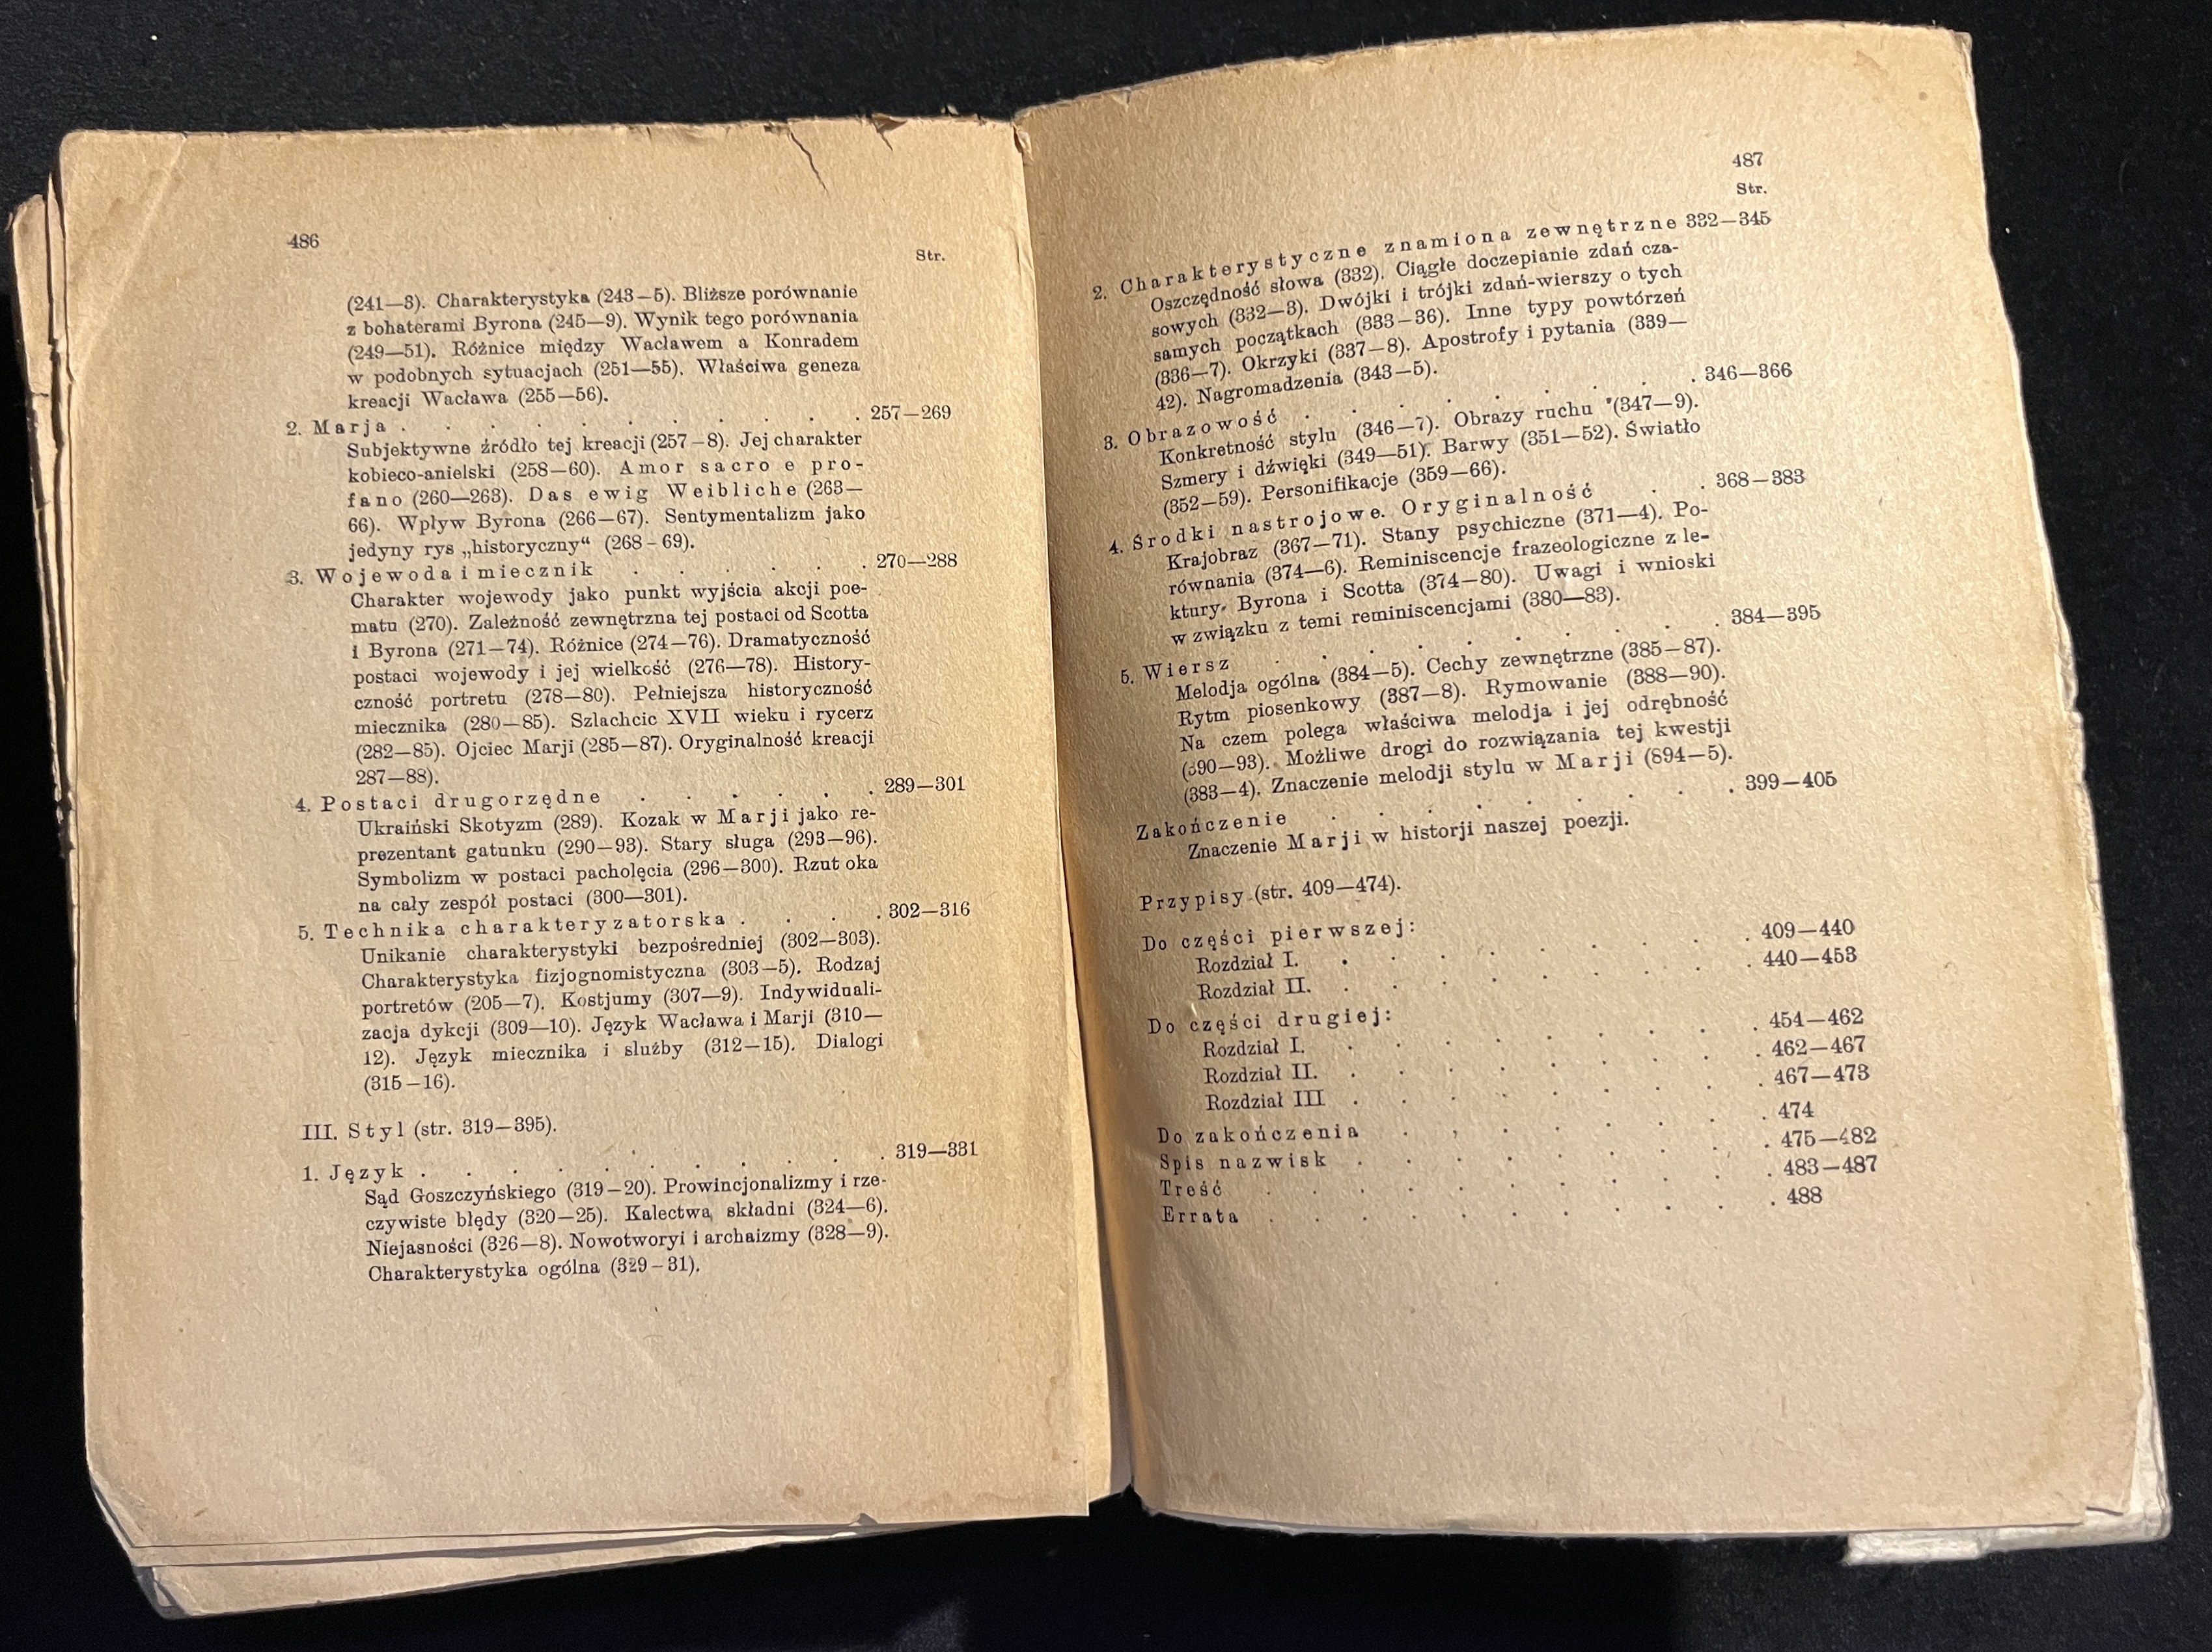 486
Str.
(241—3). Charakterystyka (243—5). Bliższe porównanie
z bohaterami Byrona (245—9). Wynik tego porównania
(249—51). Różnice między Wacławem a Konradem
w podobnych sytuacjach (251—55). Właściwa geneza
kreacji Wacława (255—56).
2. Marja . . . . . . . . . . 257—269
Subjektywne źródło tej kreacji (257—8). Jej charakter
kobieco-anielski (258—60). Amor sacro e pro-
fano (260—263). Das ewig Weibliche (263—
66). Wpływ Byrona (266—67). Sentymentalizm jako
jedyny rys „historyczny“ (268—69).
3. Wojewoda i miecznik . . . . . . 270—288
Charakter wojewody jako punkt wyjścia akcji poe-
matu (270). Zależność zewnętrzna tej postaci od Scotta
i Byrona (271—74). Różnice (274—76). Dramatyczność
postaci wojewody i jej wielkość (276—78). History-
czność portretu (278—80). Pełniejsza historyczność
miecznika (280—85). Szlachcic XVII wieku i rycerz
(282—85). Ojciec Marji (285—87). Oryginalność kreacji
287—88).
4. Postaci drugorzędne . . . . . . 289—301
Ukraiński Skotyzm (289). Kozak w Marji jako re-
prezentant gatunku (290—93). Stary sługa (293—96).
Symbolizm w postaci pacholęcia (296—300). Rzut oka
na cały zespół postaci (300—301).
5. Technika charakteryzatorska . . . . 302—316
Unikanie charakterystyki bezpośredniej (302—303).
Charakterystyka fizjognomistyczna (303—5). Rodzaj
portretów (205—7). Kostjumy (307—9). Indywiduali-
zacja dykcji (309—10). Język Wacława i Marji (310—
12). Język miecznika i służby (312—15). Dialogi
(315—16).
III. Styl (str. 319—395).
1. Język . . . . . . . . . . 319—331
Sąd Goszczyńskiego (319—20). Prowincjonalizmy i rze-
czywiste błędy (320—25). Kalectwa składni (324—6).
Niejasności (326—8). Nowotworyi i archaizmy (328—9).
Charakterystyka ogólna (329—31).
487
Str.
2. Charakterystyczne znamiona zewnętrzne 332—345
Oszczędność słowa (332). Ciągłe doczepianie zdań cza-
sowych (332—3). Dwójki i trójki zdań-wierszy o tych
samych początkach (333—36). Inne typy powtórzeń
(336—7). Okrzyki (337—8). Apostrofy i pytania (339—
42). Nagromadzenia (343—5).
3. Obrazowość . . . . . . . 346—366
Konkretność stylu (346—7). Obrazy ruchu (347—9).
Szmery i dźwięki (349—51). Barwy (351—52). Światło
(352—59). Personifikacje (359—66).
4. Środki nastrojowe. Oryginalność . . 368—383
Krajobraz (367—71). Stany psychiczne (371—4). Po-
równania (374—6). Reminiscencje frazeologiczne z le-
ktury Byrona i Scotta (374—80). Uwagi i wnioski
w związku z temi reminiscencjami (380—83).
5. Wiersz . . . . . . . . . . 384—395
Melodja ogólna (384—5). Cechy zewnętrzne (385—87).
Rytm piosenkowy (387—8). Rymowanie (388—90).
Na czem polega właściwa melodja i jej odrębność
(390—93). Możliwe drogi do rozwiązania tej kwestji
(383—4). Znaczenie melodji stylu w Marji (894—5).
Zakończenie . . . . . . . . 399—405
Znaczenie Marji w historji naszej poezji.
Przypisy (str. 409—474).
Do części pierwszej:
Rozdział I. . . . . . . . . . 409—440
Rozdział II. . . . . . . . . . 440—453
Do części drugiej:
Rozdział I. . . . . . . . . . 454—462
Rozdział II. . . . . . . . . . 462—467
Rozdział III . . . . . . . . . 467—473
Do zakończenia . . . . . . . . 474
Spis nazwisk . . . . . . . . . 475—482
Treść . . . . . . . . . . . 483—487
Errata . . . . . . . . . . . 488